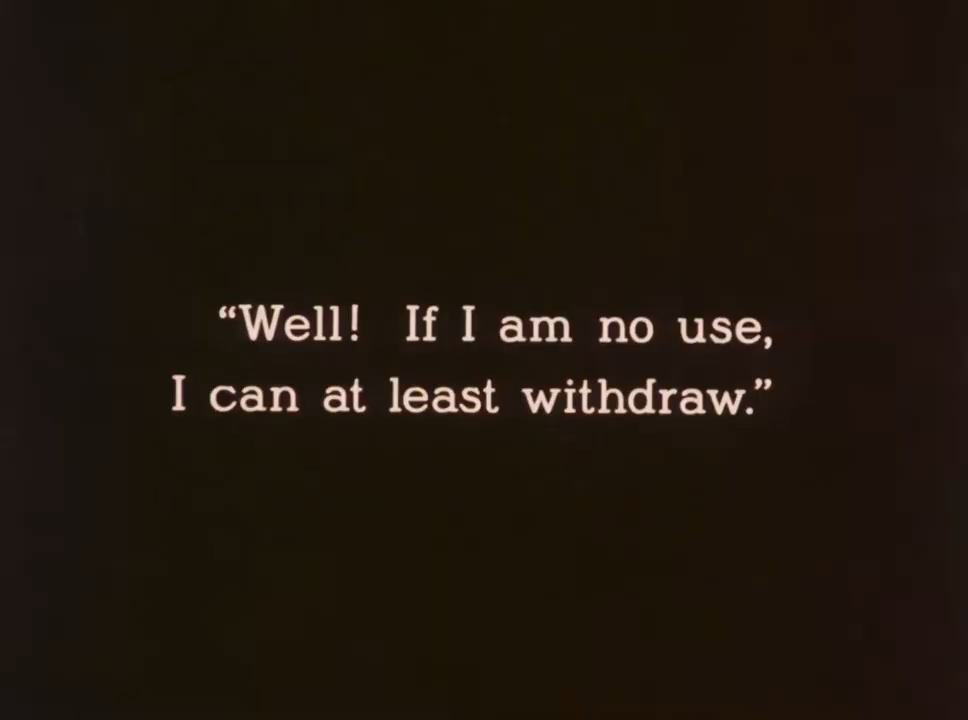 “Well!  If I am no use,
I can at least withdraw.”